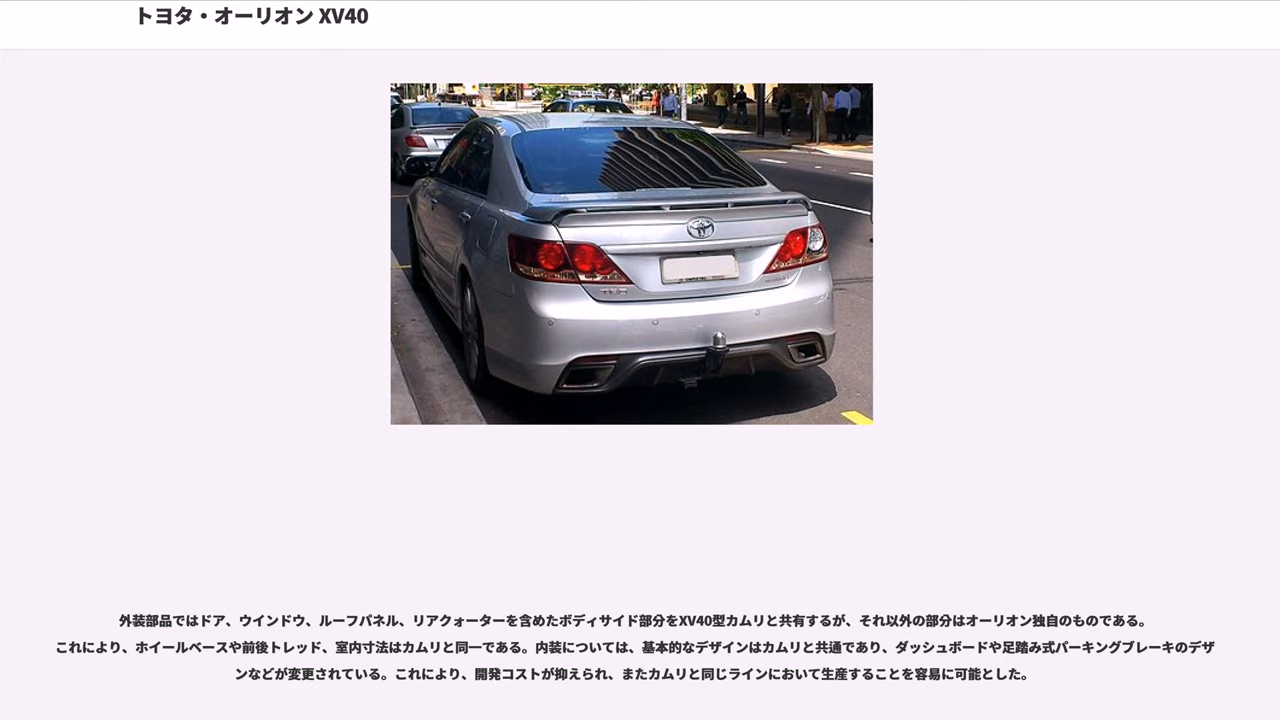 トヨタ・オーリオン XV40
外装部品ではドア、ウインドウ、ルーフパネル、リアクォーターを含めたボディサイド部分をXV40型カムリと共有するが、それ以外の部分はオーリオン独自のものである。
これにより、ホイールベースや前後トレッド、室内寸法はカムリと同一である。内装については、基本的なデザインはカムリと共通であり、ダッシュボードや足踏み式パーキングブレーキのデザ
ンなどが変更されている。これにより、開発コストが抑えられ、またカムリと同じラインにおいて生産することを容易に可能とした。